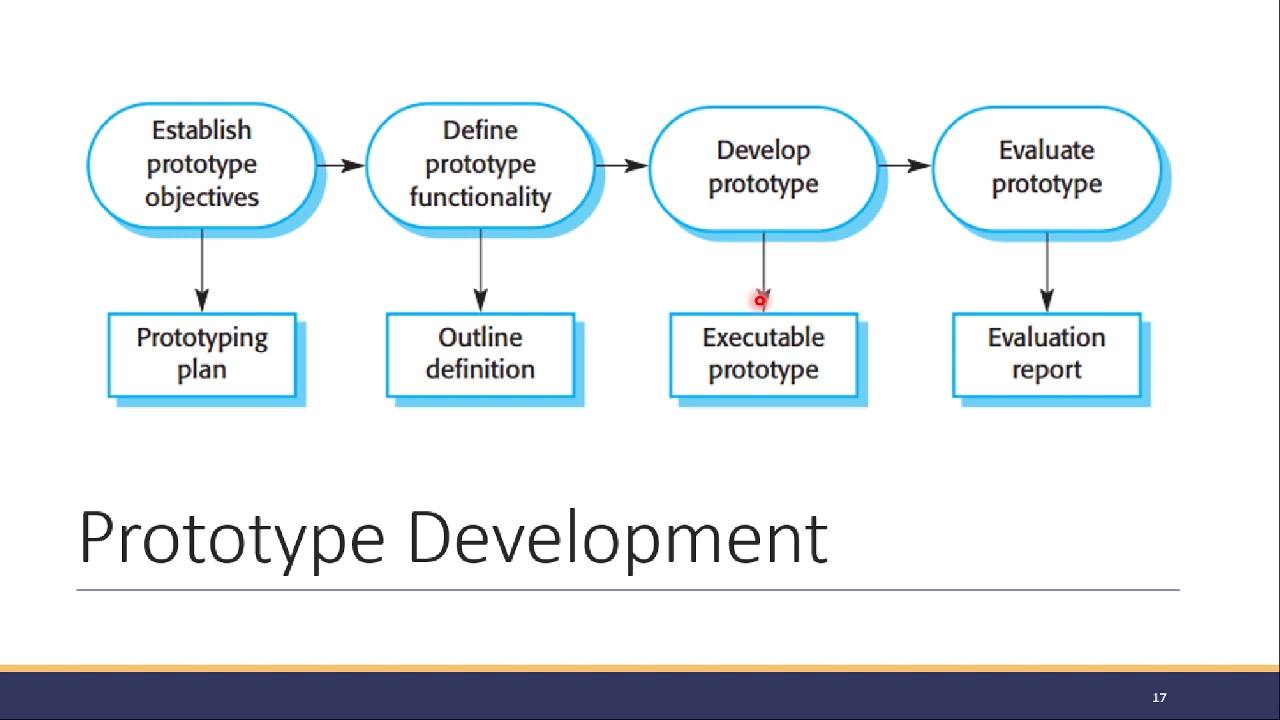 Establish
prototype
objectives
Define
prototype
functionality
Develop
prototype
Evaluate
prototype
Prototyping
plan
Outline
definition
Executable
prototype
Evaluation
report
Prototype Development
17